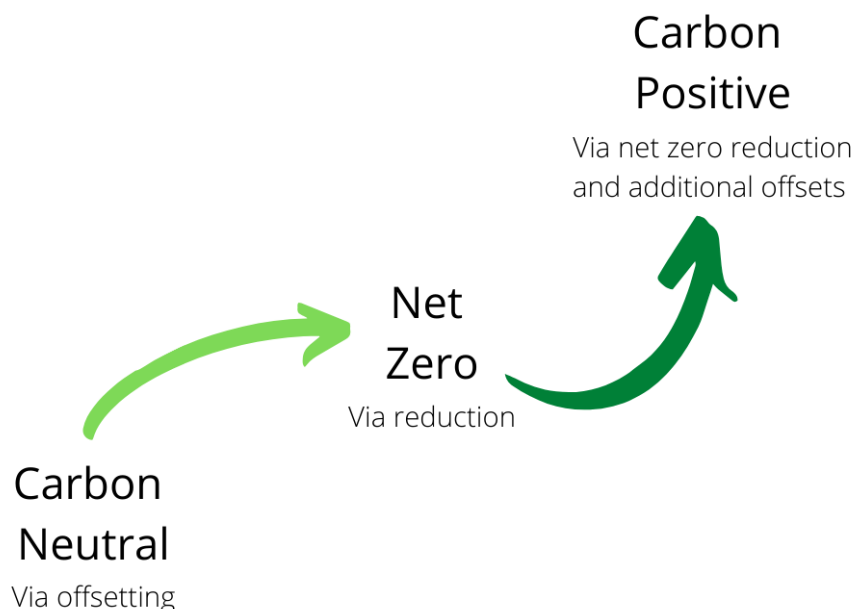 Carbon
Positive
Via net zero reduction
and additional offsets
Net
Zero
Via reduction
Carbon
Neutral
Via offsetting